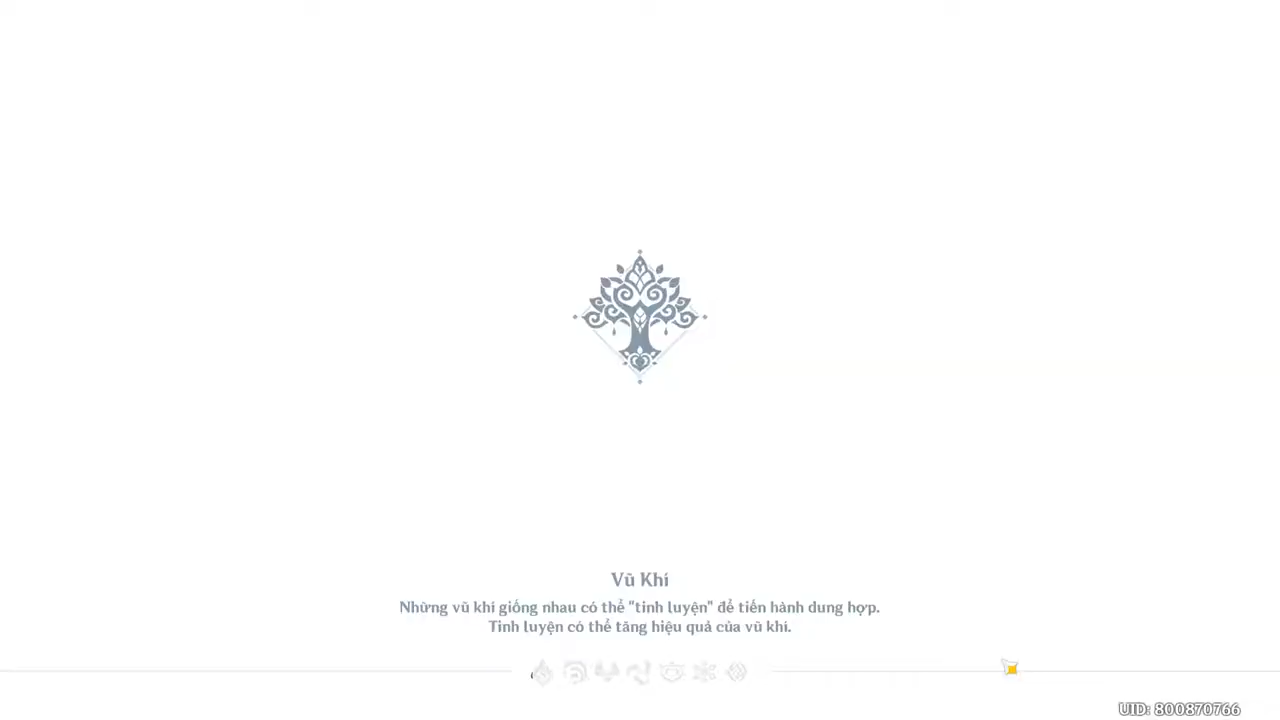 Vũ Khí
Những vũ khí giống nhau có thể "tinh luyện" để tiến hành dung hợp.
Tinh luyện có thể tăng hiệu quả của vũ khí.
UID: 800870766